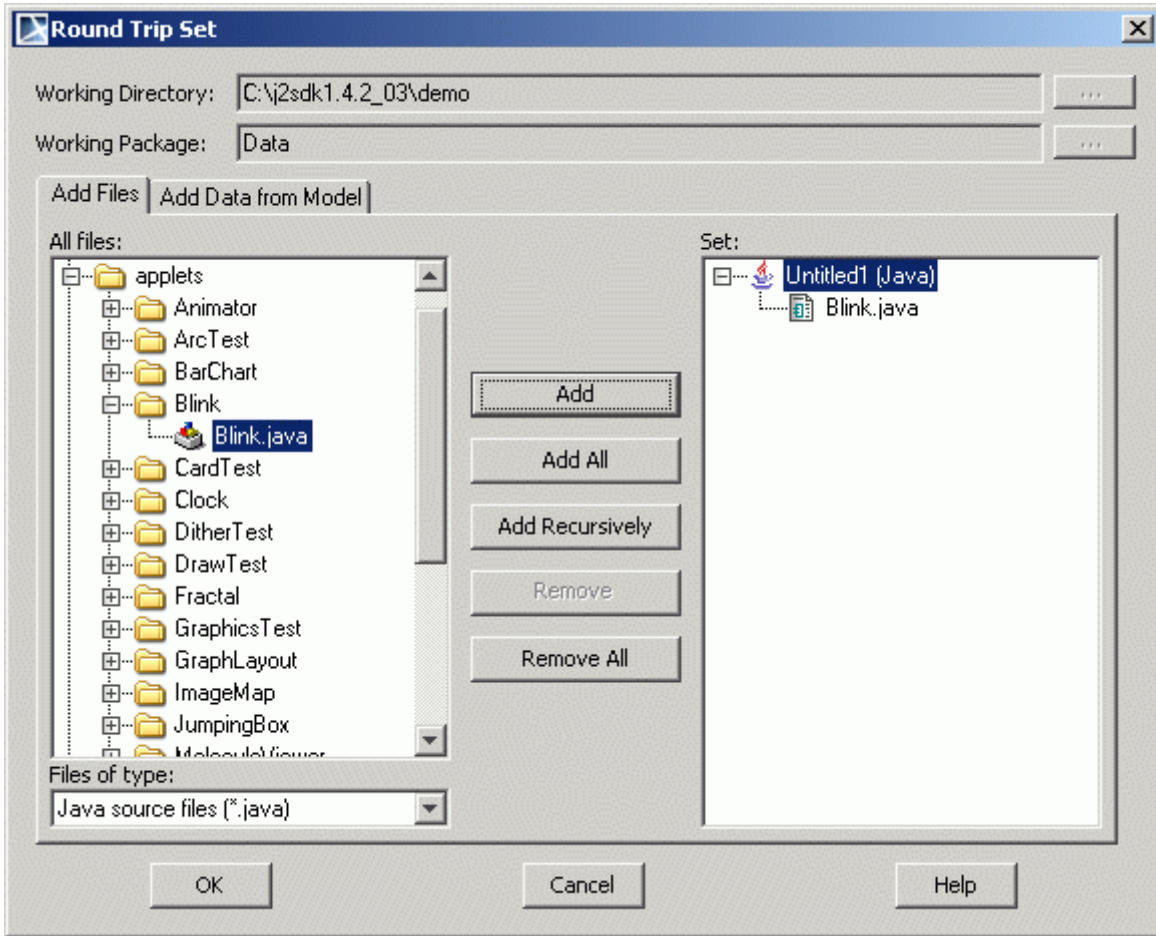 Round Trip Set
Working Directory: C:\j2sdk1.4.2_03\demo ...
Working Package: Data ...
Add Files Add Data from Model
All files:
applets
Animator
ArcTest
BarChart
Blink
Blink.java
CardTest
Clock
DitherTest
DrawTest
Fractal
GraphicsTest
GraphLayout
ImageMap
JumpingBox
Files of type:
Java source files (*.java)
Add
Add All
Add Recursively
Remove
Remove All
Set:
Untitled1 (Java)
Blink.java
OK Cancel Help